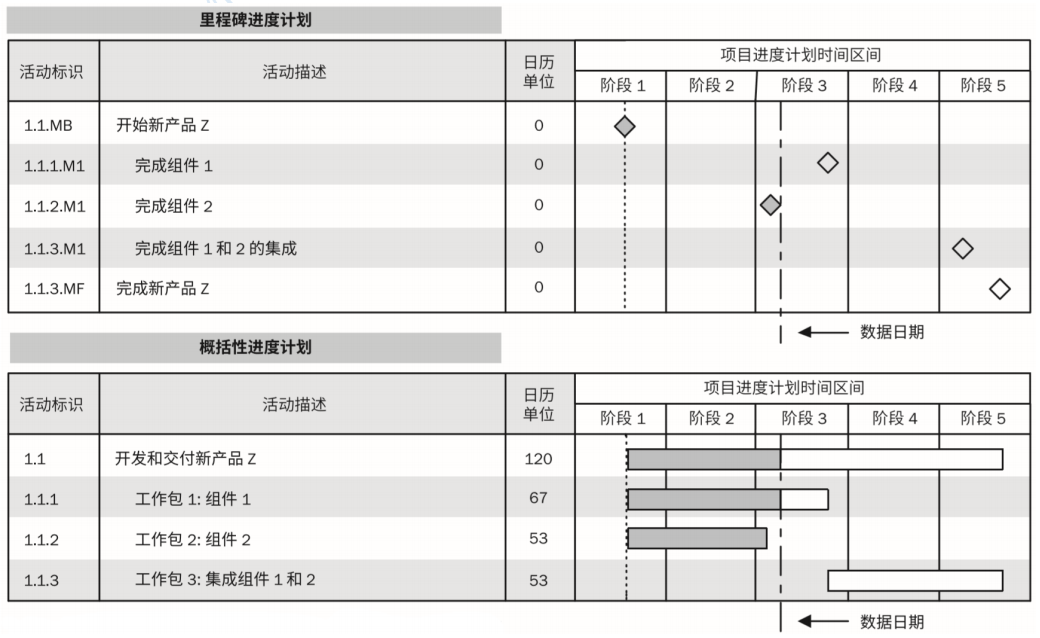 里程碑进度计划
活动标识 活动描述 日历单位 项目进度计划时间区间
阶段 1 阶段 2 阶段 3 阶段 4 阶段 5
1.1.MB 开始新产品 Z 0
1.1.1.M1 完成组件 1 0
1.1.2.M1 完成组件 2 0
1.1.3.M1 完成组件 1 和 2 的集成 0
1.1.3.MF 完成新产品 Z 0
数据日期
概括性进度计划
活动标识 活动描述 日历单位 项目进度计划时间区间
阶段 1 阶段 2 阶段 3 阶段 4 阶段 5
1.1 开发和交付新产品 Z 120
1.1.1 工作包 1: 组件 1 67
1.1.2 工作包 2: 组件 2 53
1.1.3 工作包 3: 集成组件 1 和 2 53
数据日期